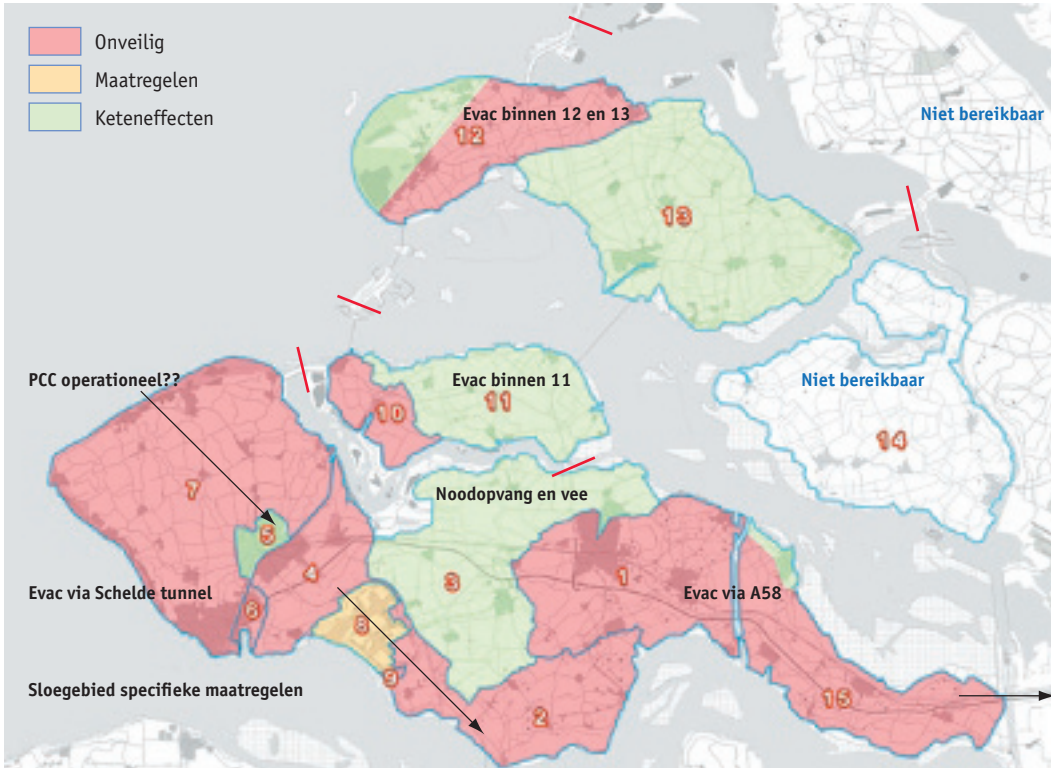 Onveilig
Maatregelen
Keteneffecten
Evac binnen 12 en 13
12
Niet bereikbaar
13
PCC operationeel??
Evac binnen 11
11
10
Niet bereikbaar
14
7
Noodopvang en vee
5
4
3
1
Evac via Schelde tunnel
Evac via A58
6
8
9
Sloegebied specifieke maatregelen
2
15